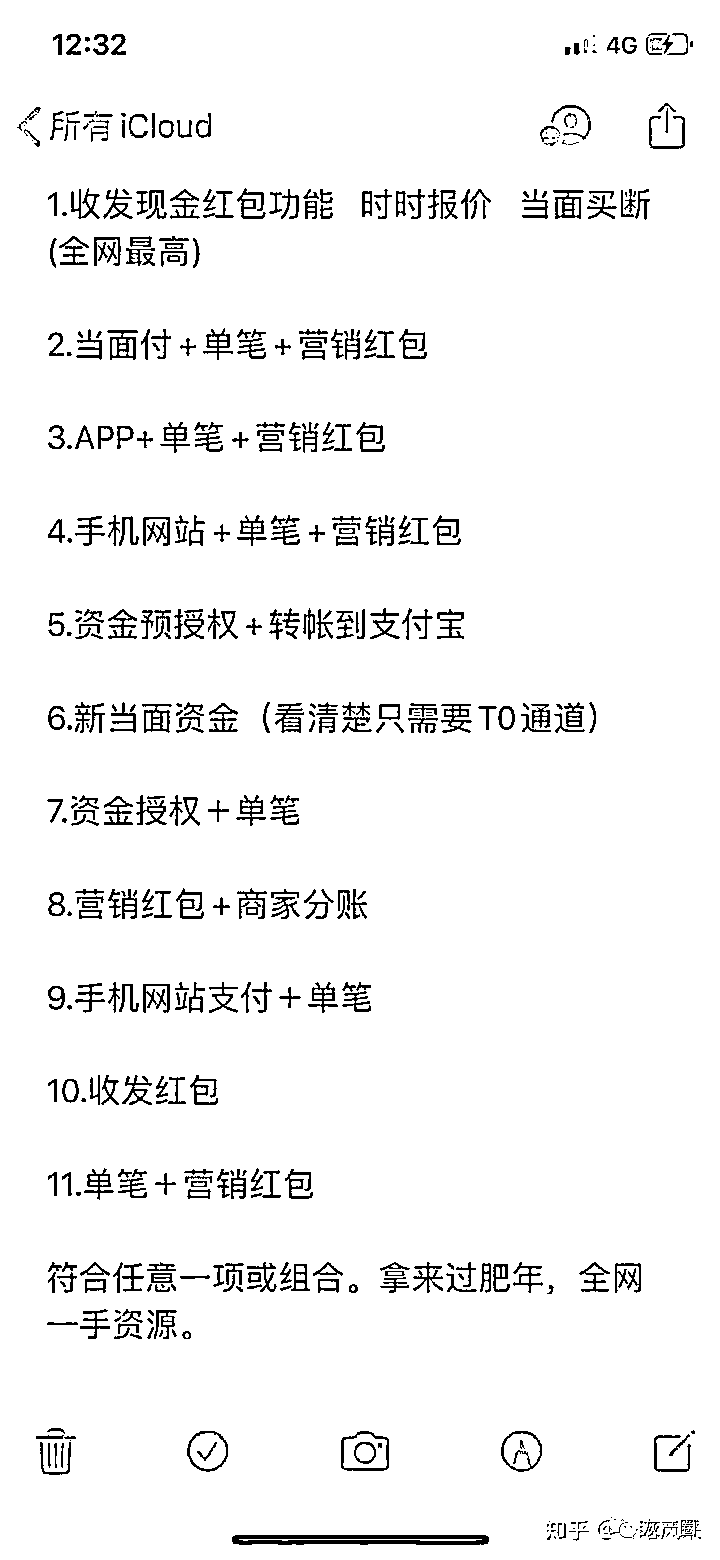 12:32
4G
所有 iCloud
1.收发现金红包功能 时时报价 当面买断
(全网最高)
2.当面付+单笔+营销红包
3.APP+单笔+营销红包
4.手机网站+单笔+营销红包
5.资金预授权+转帐到支付宝
6.新当面资金（看清楚只需要T0通道）
7.资金授权＋单笔
8.营销红包+商家分账
9.手机网站支付＋单笔
10.收发红包
11.单笔＋营销红包
符合任意一项或组合。拿来过肥年，全网
一手资源。
知乎